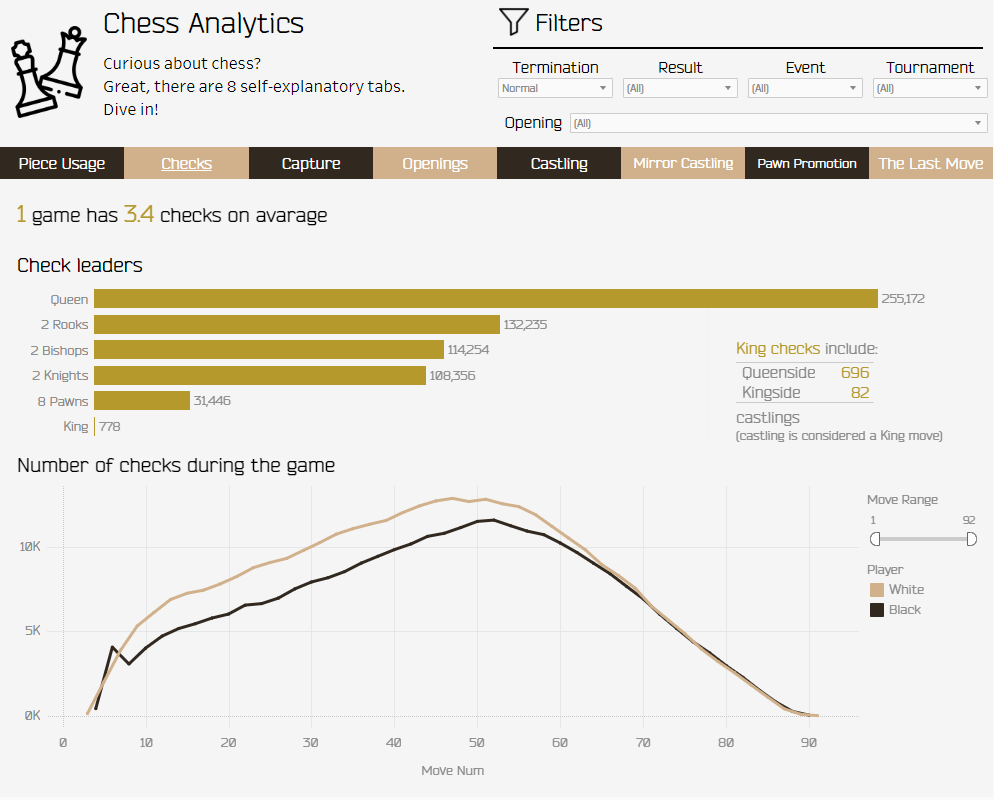 Chess Analytics
Curious about chess?
Great, there are 8 self-explanatory tabs.
Dive in!
Filters
Termination Result Event Tournament
Normal (All) (All) (All)
Opening (All)
Piece Usage Checks Capture Openings Castling Mirror Castling Pawn Promotion The Last Move
1 game has 3.4 checks on avarage
Check leaders
Queen 255,172
2 Rooks 132,235
2 Bishops 114,254
2 Knights 108,356
8 Pawns 31,446
King 778
King checks include:
Queenside 696
Kingside 82
castlings
(castling is considered a King move)
Number of checks during the game
10K
5K
0K
0 10 20 30 40 50 60 70 80 90
Move Num
Move Range
1 92
Player
White
Black